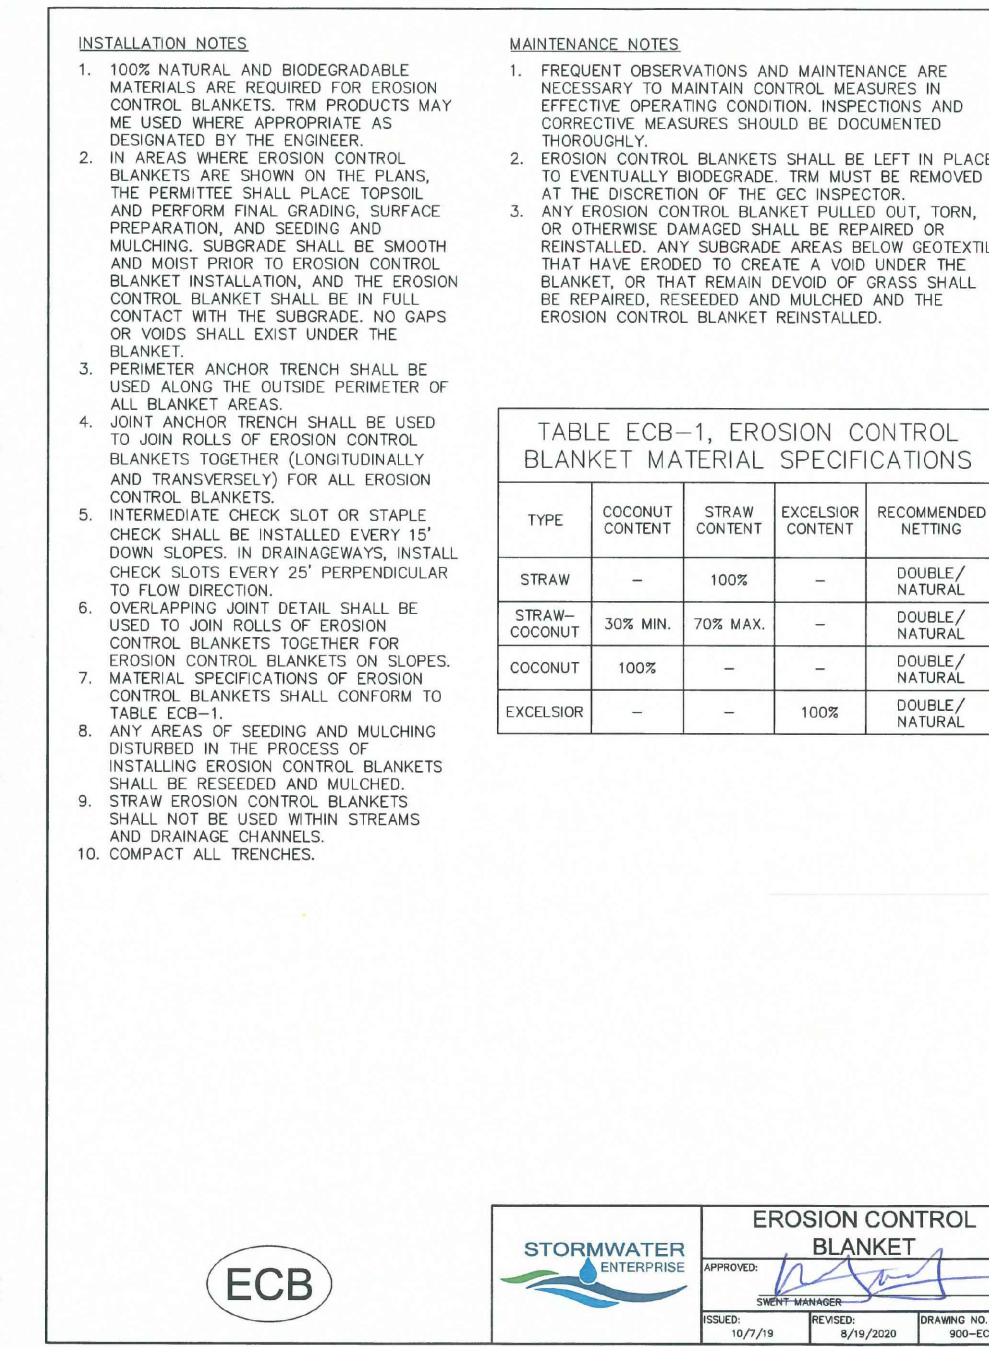 INSTALLATION NOTES
1. 100% NATURAL AND BIODEGRADABLE
MATERIALS ARE REQUIRED FOR EROSION
CONTROL BLANKETS. TRM PRODUCTS MAY
ME USED WHERE APPROPRIATE AS
DESIGNATED BY THE ENGINEER.
2. IN AREAS WHERE EROSION CONTROL
BLANKETS ARE SHOWN ON THE PLANS,
THE PERMITTEE SHALL PLACE TOPSOIL
AND PERFORM FINAL GRADING, SURFACE
PREPARATION, AND SEEDING AND
MULCHING. SUBGRADE SHALL BE SMOOTH
AND MOIST PRIOR TO EROSION CONTROL
BLANKET INSTALLATION, AND THE EROSION
CONTROL BLANKET SHALL BE IN FULL
CONTACT WITH THE SUBGRADE. NO GAPS
OR VOIDS SHALL EXIST UNDER THE
BLANKET.
3. PERIMETER ANCHOR TRENCH SHALL BE
USED ALONG THE OUTSIDE PERIMETER OF
ALL BLANKET AREAS.
4. JOINT ANCHOR TRENCH SHALL BE USED
TO JOIN ROLLS OF EROSION CONTROL
BLANKETS TOGETHER (LONGITUDINALLY
AND TRANSVERSELY) FOR ALL EROSION
CONTROL BLANKETS.
5. INTERMEDIATE CHECK SLOT OR STAPLE
CHECK SHALL BE INSTALLED EVERY 15'
DOWN SLOPES. IN DRAINAGEWAYS, INSTALL
CHECK SLOTS EVERY 25' PERPENDICULAR
TO FLOW DIRECTION.
6. OVERLAPPING JOINT DETAIL SHALL BE
USED TO JOIN ROLLS OF EROSION
CONTROL BLANKETS TOGETHER FOR
EROSION CONTROL BLANKETS ON SLOPES.
7. MATERIAL SPECIFICATIONS OF EROSION
CONTROL BLANKETS SHALL CONFORM TO
TABLE ECB–1.
8. ANY AREAS OF SEEDING AND MULCHING
DISTURBED IN THE PROCESS OF
INSTALLING EROSION CONTROL BLANKETS
SHALL BE RESEEDED AND MULCHED.
9. STRAW EROSION CONTROL BLANKETS
SHALL NOT BE USED WITHIN STREAMS
AND DRAINAGE CHANNELS.
10. COMPACT ALL TRENCHES.
MAINTENANCE NOTES
1. FREQUENT OBSERVATIONS AND MAINTENANCE ARE
NECESSARY TO MAINTAIN CONTROL MEASURES IN
EFFECTIVE OPERATING CONDITION. INSPECTIONS AND
CORRECTIVE MEASURES SHOULD BE DOCUMENTED
THOROUGHLY.
2. EROSION CONTROL BLANKETS SHALL BE LEFT IN PLACE
TO EVENTUALLY BIODEGRADE. TRM MUST BE REMOVED
AT THE DISCRETION OF THE GEC INSPECTOR.
3. ANY EROSION CONTROL BLANKET PULLED OUT, TORN,
OR OTHERWISE DAMAGED SHALL BE REPAIRED OR
REINSTALLED. ANY SUBGRADE AREAS BELOW GEOTEXTIL
THAT HAVE ERODED TO CREATE A VOID UNDER THE
BLANKET, OR THAT REMAIN DEVOID OF GRASS SHALL
BE REPAIRED, RESEEDED AND MULCHED AND THE
EROSION CONTROL BLANKET REINSTALLED.
TABLE ECB–1, EROSION CONTROL
BLANKET MATERIAL SPECIFICATIONS
TYPE COCONUT CONTENT STRAW CONTENT EXCELSIOR CONTENT RECOMMENDED NETTING
STRAW – 100% – DOUBLE/ NATURAL
STRAW– COCONUT 30% MIN. 70% MAX. – DOUBLE/ NATURAL
COCONUT 100% – – DOUBLE/ NATURAL
EXCELSIOR – – 100% DOUBLE/ NATURAL
ECB
STORMWATER
ENTERPRISE
EROSION CONTROL
BLANKET
APPROVED:
SWENT MANAGER
ISSUED: REVISED: DRAWING NO.
10/7/19 8/19/2020 900–EC